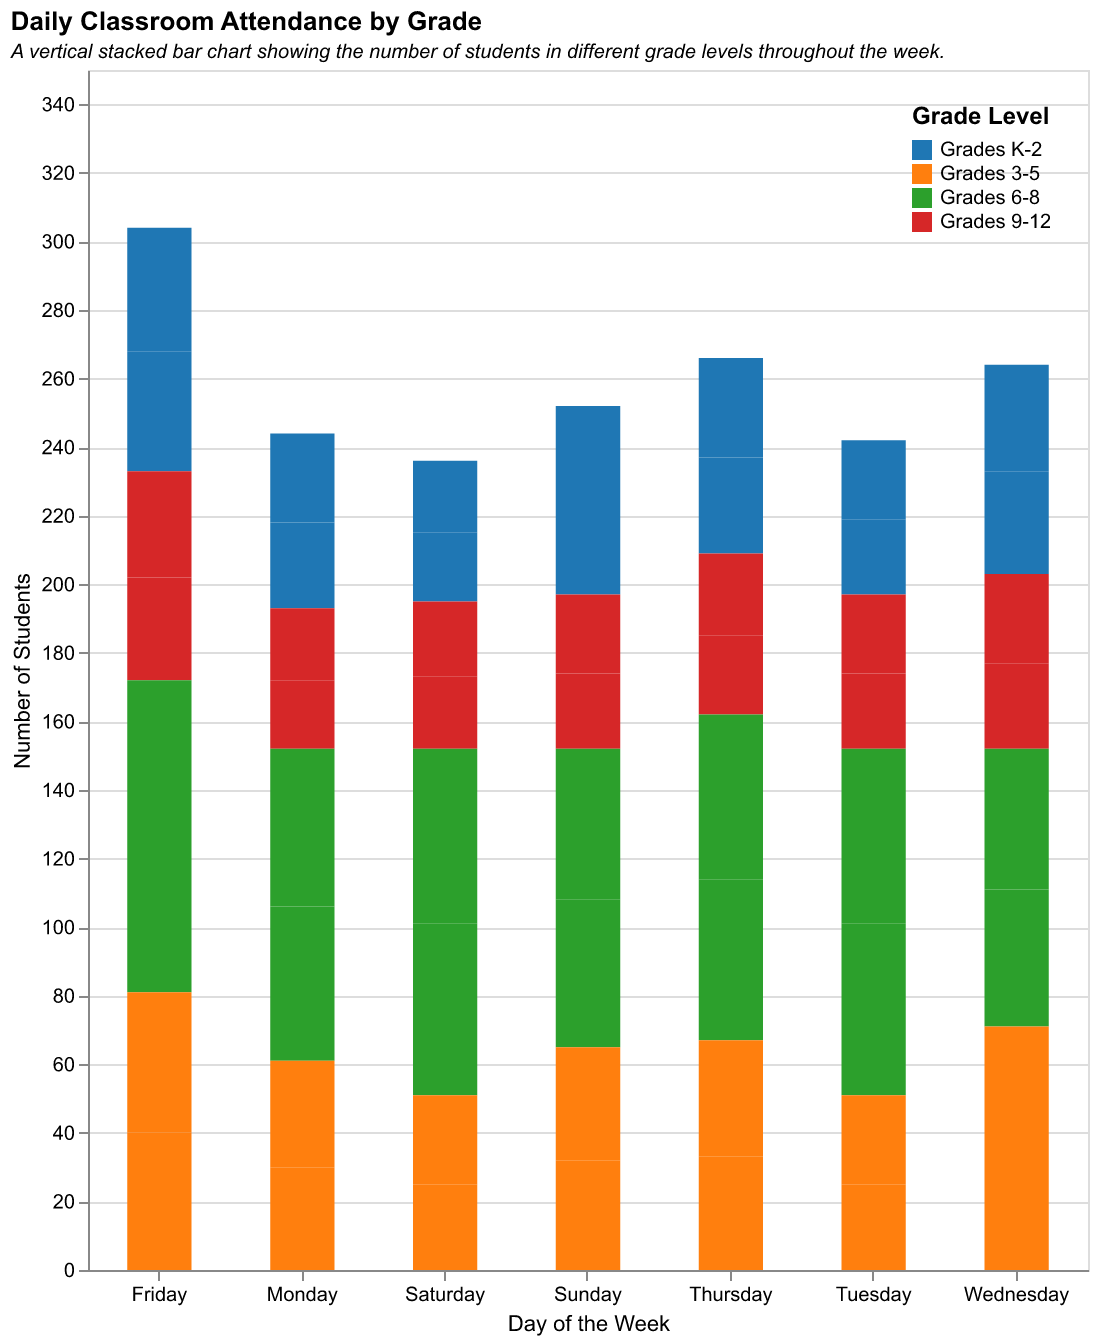 Daily Classroom Attendance by Grade
A vertical stacked bar chart showing the number of students in different grade levels throughout the week.
Grade Level
Grades K-2
Grades 3-5
Grades 6-8
Grades 9-12
Number of Students
340
320
300
280
260
240
220
200
180
160
140
120
100
80
60
40
20
0
Friday Monday Saturday Sunday Thursday Tuesday Wednesday
Day of the Week